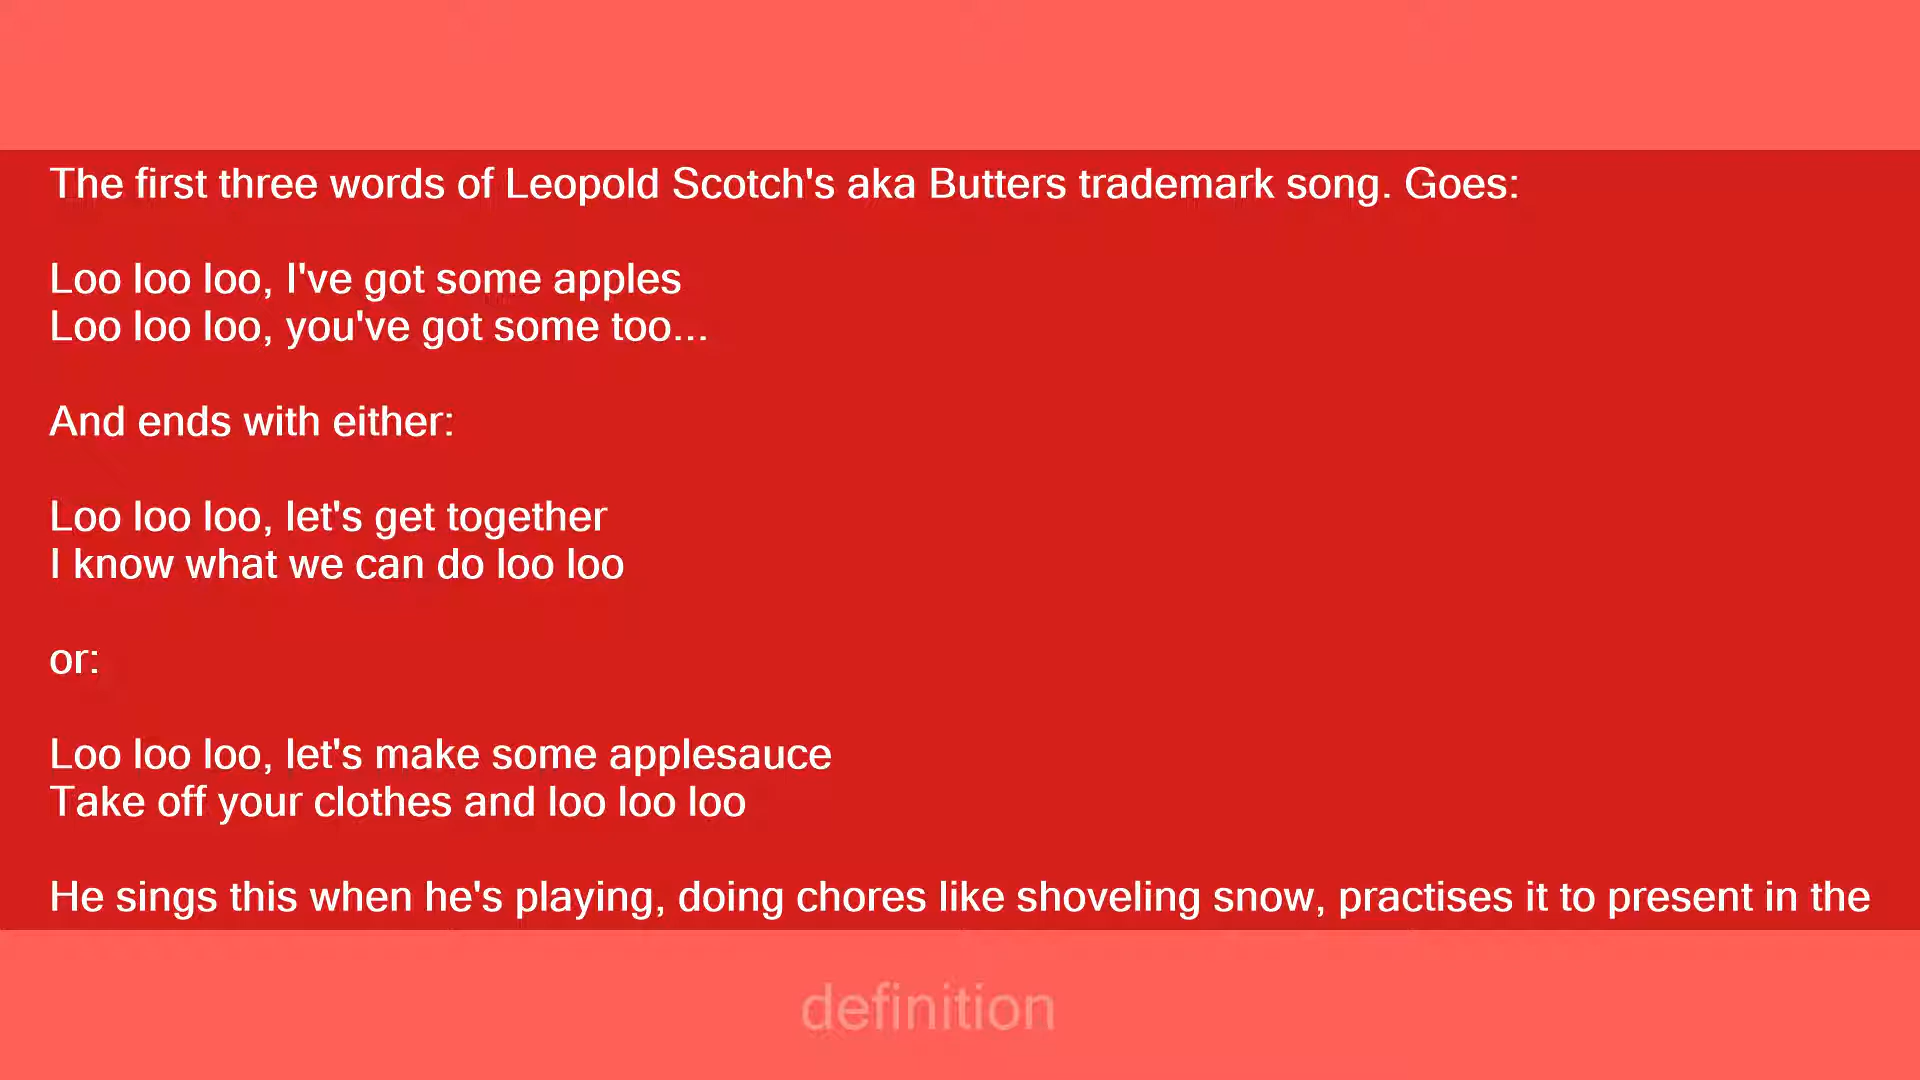 The first three words of Leopold Scotch's aka Butters trademark song. Goes:
Loo loo loo, I've got some apples
Loo loo loo, you've got some too...
And ends with either:
Loo loo loo, let's get together
I know what we can do loo loo
or:
Loo loo loo, let's make some applesauce
Take off your clothes and loo loo loo
He sings this when he's playing, doing chores like shoveling snow, practises it to present in the
definition